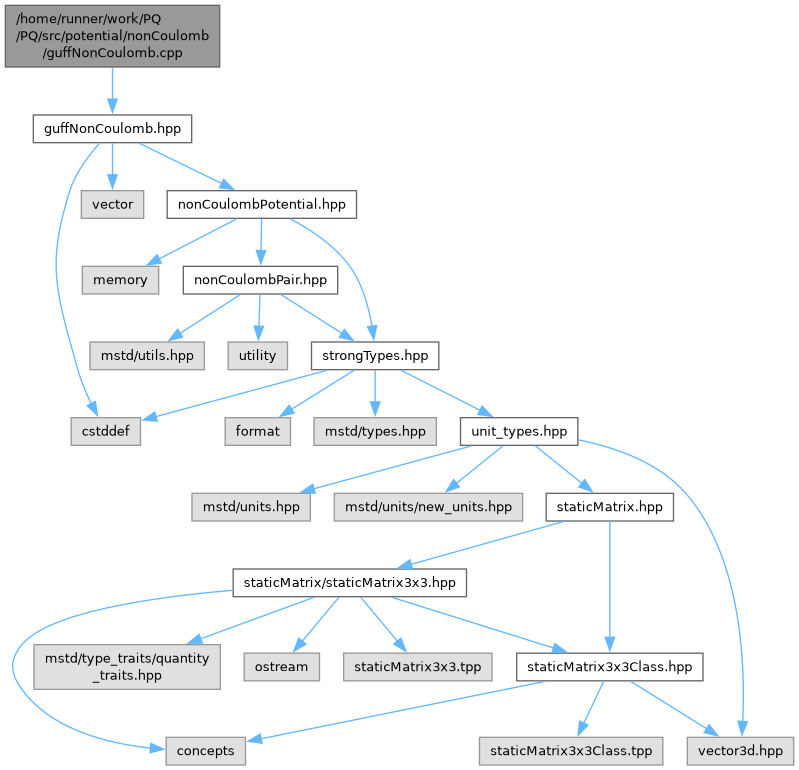 /home/runner/work/PQ
/PQ/src/potential/nonCoulomb
/guffNonCoulomb.cpp
guffNonCoulomb.hpp
vector
nonCoulombPotential.hpp
memory
nonCoulombPair.hpp
mstd/utils.hpp
utility
strongTypes.hpp
cstddef
format
mstd/types.hpp
unit_types.hpp
mstd/units.hpp
mstd/units/new_units.hpp
staticMatrix.hpp
staticMatrix/staticMatrix3x3.hpp
mstd/type_traits/quantity
_traits.hpp
ostream
staticMatrix3x3.tpp
staticMatrix3x3Class.hpp
concepts
staticMatrix3x3Class.tpp
vector3d.hpp